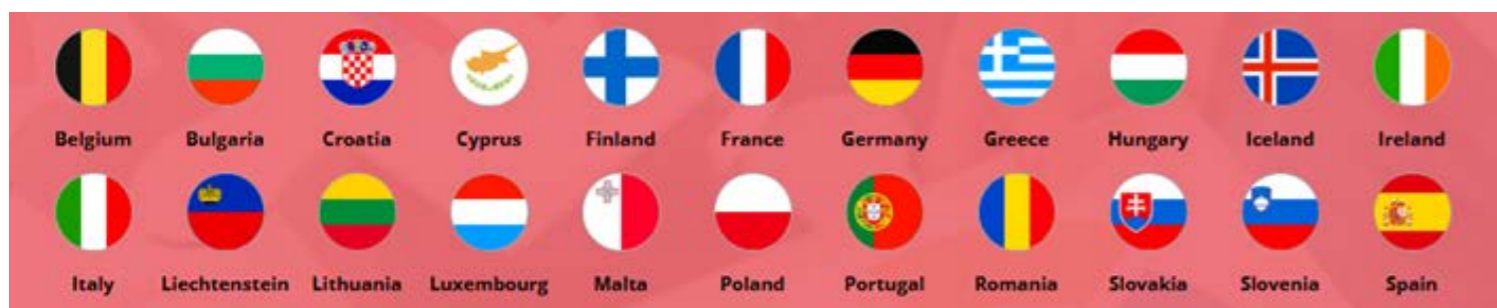 Belgium Bulgaria Croatia Cyprus Finland France Germany Greece Hungary Iceland Ireland
Italy Liechtenstein Lithuania Luxembourg Malta Poland Portugal Romania Slovakia Slovenia Spain